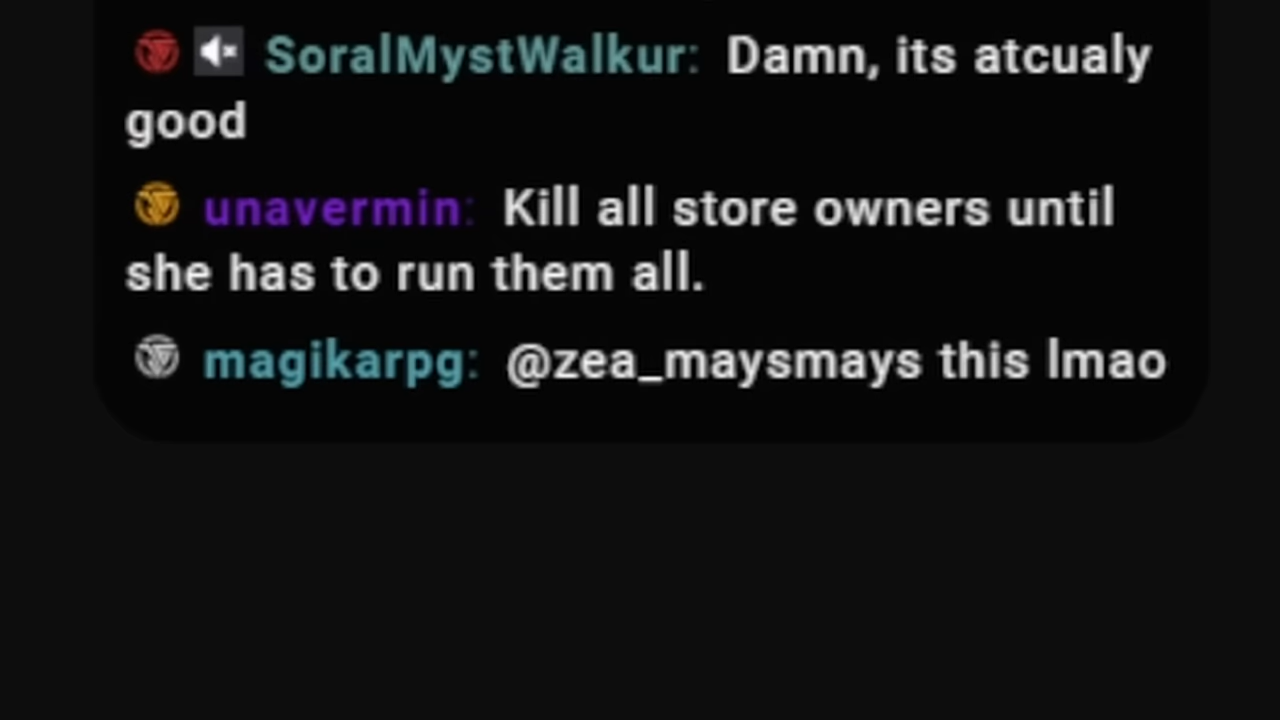 SoralMystWalkur: Damn, its atcualy
good
unavermin: Kill all store owners until
she has to run them all.
magikarpg: @zea_maysmays this lmao